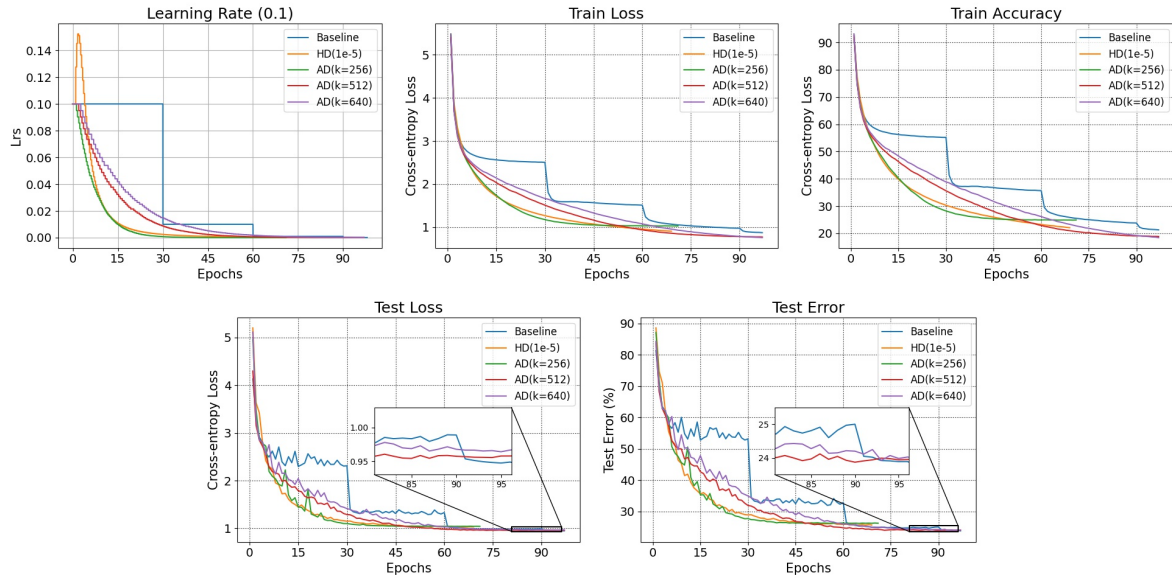 Learning Rate (0.1)
Lrs
0.14
0.12
0.10
0.08
0.06
0.04
0.02
0.00
0
15
30
45
60
75
90
Epochs
Baseline
HD(1e-5)
AD(k=256)
AD(k=512)
AD(k=640)
Train Loss
Cross-entropy Loss
5
4
3
2
1
0
15
30
45
60
75
90
Epochs
Baseline
HD(1e-5)
AD(k=256)
AD(k=512)
AD(k=640)
Train Accuracy
Cross-entropy Loss
90
80
70
60
50
40
30
20
0
15
30
45
60
75
90
Epochs
Baseline
HD(1e-5)
AD(k=256)
AD(k=512)
AD(k=640)
Test Loss
Cross-entropy Loss
5
4
3
2
1
0
15
30
45
60
75
90
Epochs
Baseline
HD(1e-5)
AD(k=256)
AD(k=512)
AD(k=640)
1.00
0.95
85
90
95
Test Error
Test Error (%)
90
80
70
60
50
40
30
0
15
30
45
60
75
90
Epochs
Baseline
HD(1e-5)
AD(k=256)
AD(k=512)
AD(k=640)
25
24
85
90
95